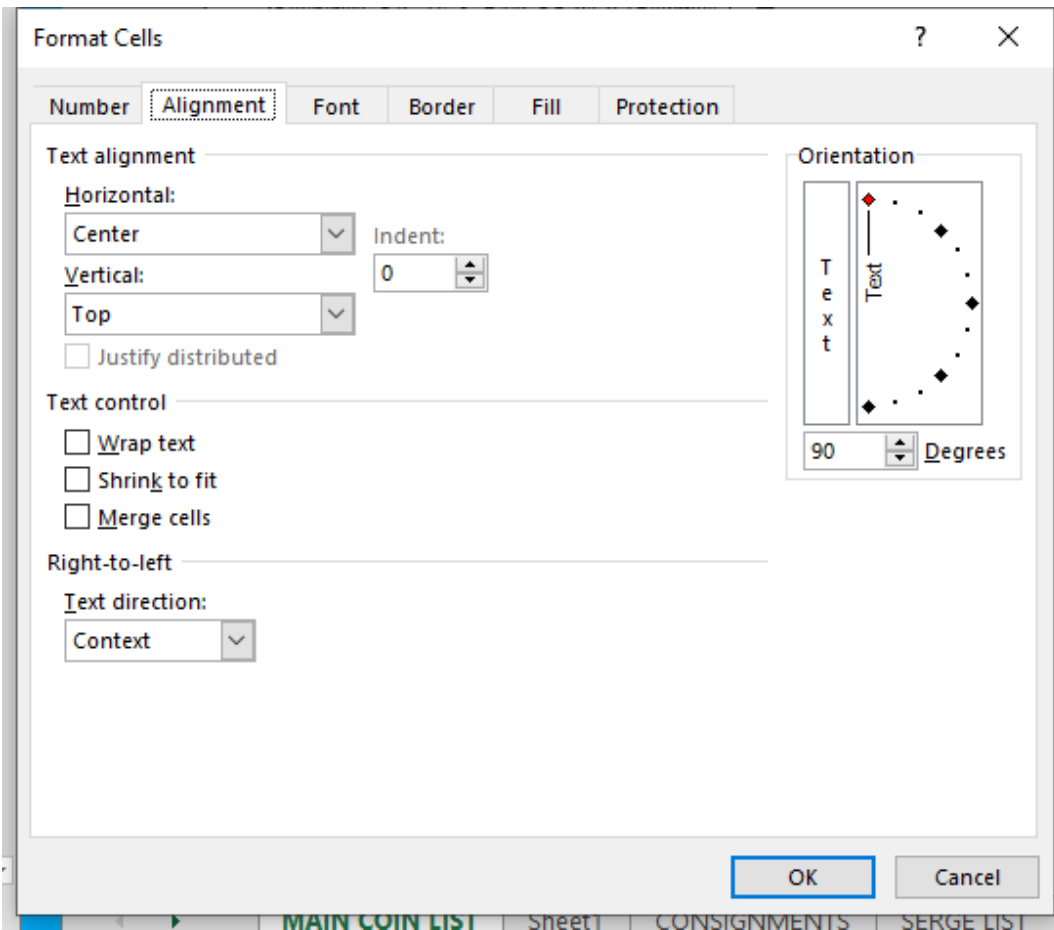 Format Cells
?
Number Alignment Font Border Fill Protection
Text alignment
Horizontal:
Center
Indent:
0
Vertical:
Top
Justify distributed
Text control
Wrap text
Shrink to fit
Merge cells
Right-to-left
Text direction:
Context
Orientation
T
e
x
t
Text
90 Degrees
OK Cancel
MAIN COIN LIST Sheet1 CONSIGNMENTS SERGE LIST